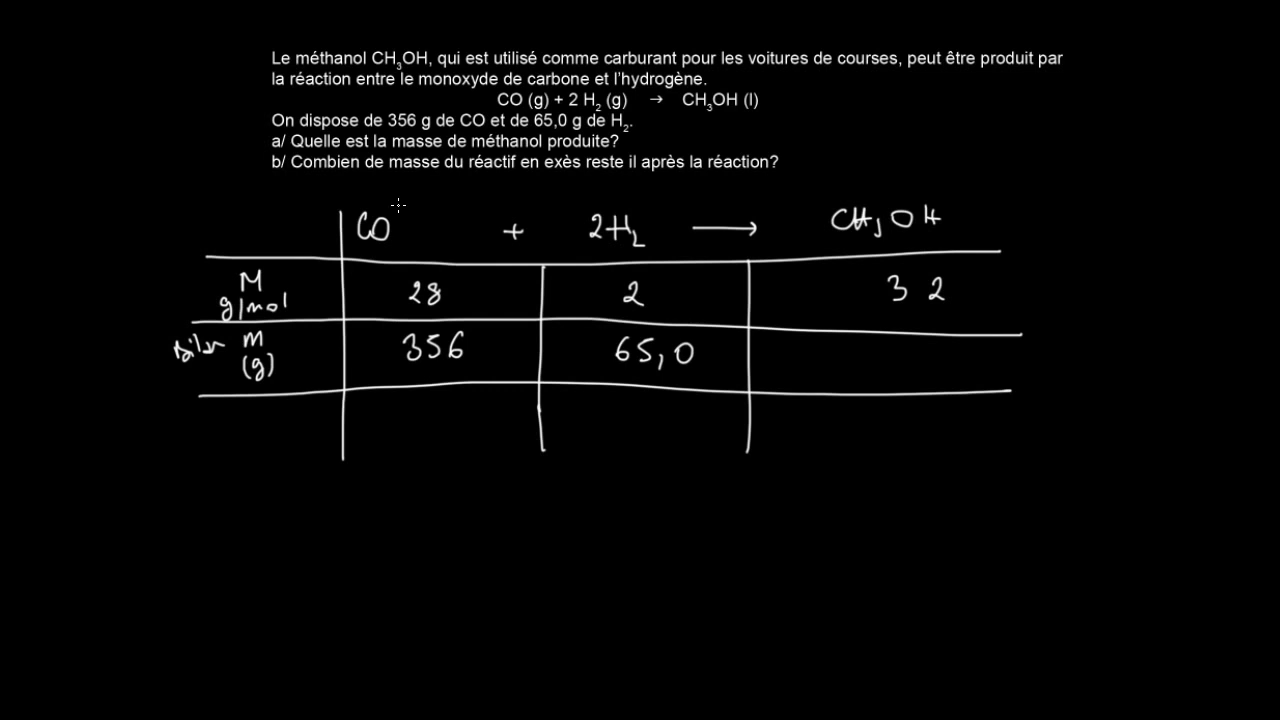 Le méthanol CH3OH, qui est utilisé comme carburant pour les voitures de courses, peut être produit par
la réaction entre le monoxyde de carbone et l'hydrogène.
CO (g) + 2 H2 (g) → CH3OH (l)
On dispose de 356 g de CO et de 65,0 g de H2.
a/ Quelle est la masse de méthanol produite?
b/ Combien de masse du réactif en exès reste il après la réaction?
CO + 2H2 → CH3OH
M 28 2 32
g/mol
Bilan m 356 65,0
(g)